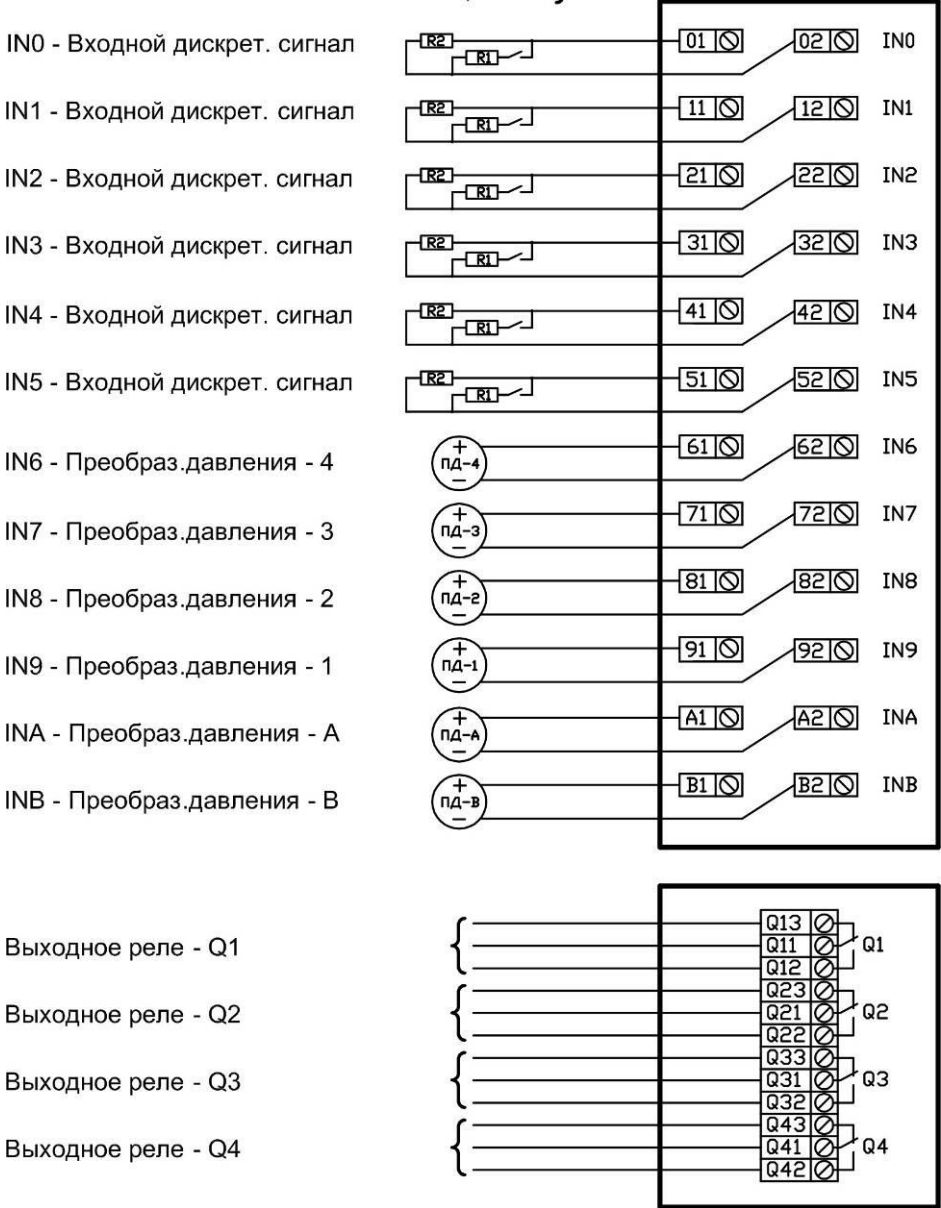 IN0 - Входной дискрет. сигнал R2 R1 01 02 IN0
IN1 - Входной дискрет. сигнал R2 R1 11 12 IN1
IN2 - Входной дискрет. сигнал R2 R1 21 22 IN2
IN3 - Входной дискрет. сигнал R2 R1 31 32 IN3
IN4 - Входной дискрет. сигнал R2 R1 41 42 IN4
IN5 - Входной дискрет. сигнал R2 R1 51 52 IN5
IN6 - Преобраз.давления - 4 + ПД-4 − 61 62 IN6
IN7 - Преобраз.давления - 3 + ПД-3 − 71 72 IN7
IN8 - Преобраз.давления - 2 + ПД-2 − 81 82 IN8
IN9 - Преобраз.давления - 1 + ПД-1 − 91 92 IN9
INA - Преобраз.давления - А + ПД-А − A1 A2 INA
INB - Преобраз.давления - В + ПД-В − B1 B2 INB
Q13
Выходное реле - Q1 Q11 Q1
Q12
Q23
Выходное реле - Q2 Q21 Q2
Q22
Q33
Выходное реле - Q3 Q31 Q3
Q32
Q43
Выходное реле - Q4 Q41 Q4
Q42